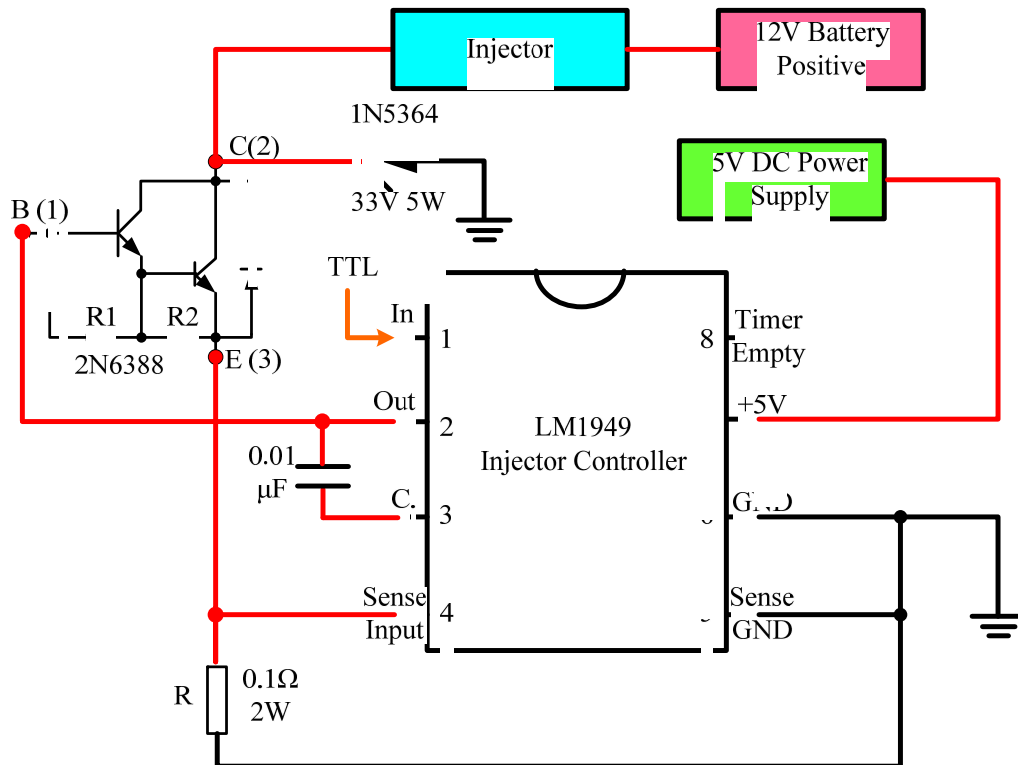 Injector
12V Battery
Positive
1N5364
C(2)
33V 5W
5V DC Power
Supply
B (1)
TTL
R1
R2
2N6388
E (3)
In
1
8
Timer
Empty
Out
2
+5V
LM1949
Injector Controller
0.01
μF
C.
3
GND
Sense
Input
4
Sense
GND
R
0.1Ω
2W